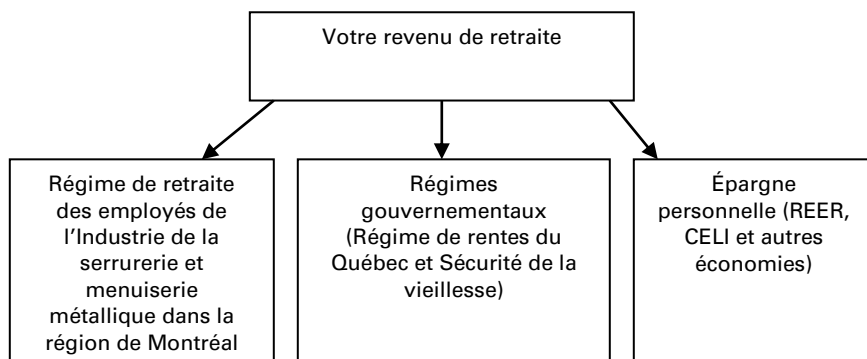 Votre revenu de retraite
Régime de retraite
des employés de
l'Industrie de la
serrurerie et
menuiserie
métallique dans la
région de Montréal
Régimes
gouvernementaux
(Régime de rentes du
Québec et Sécurité de la
vieillesse)
Épargne
personnelle (REER,
CELI et autres
économies)